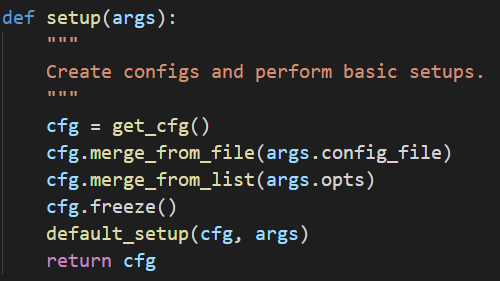 def setup(args):
    """
    Create configs and perform basic setups.
    """
    cfg = get_cfg()
    cfg.merge_from_file(args.config_file)
    cfg.merge_from_list(args.opts)
    cfg.freeze()
    default_setup(cfg, args)
    return cfg